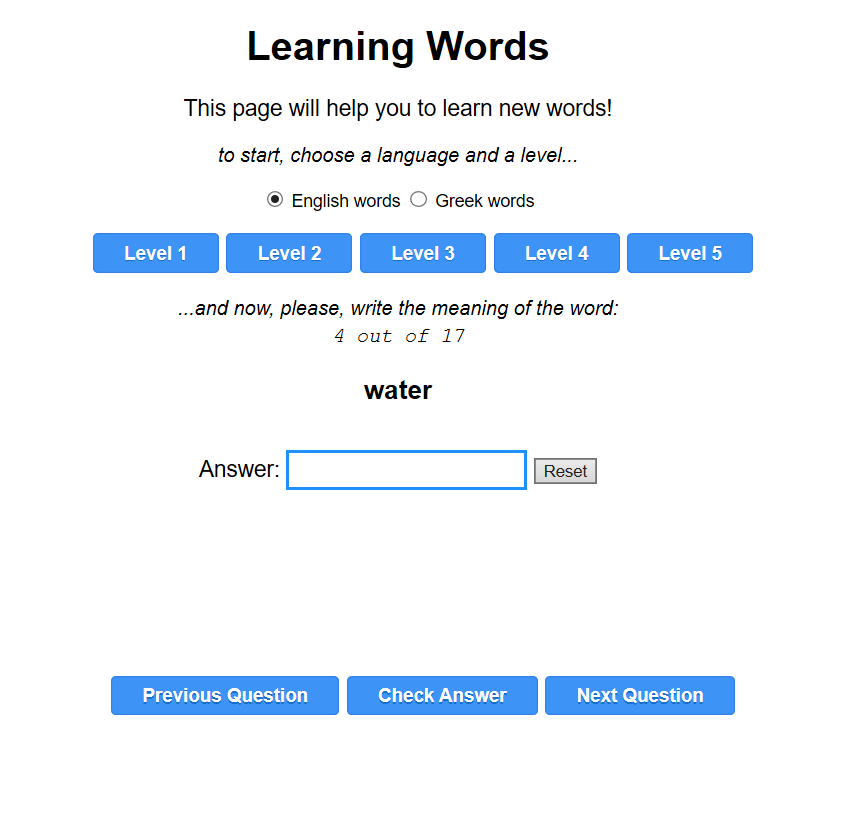 Learning Words
This page will help you to learn new words!
to start, choose a language and a level...
English words Greek words
Level 1 Level 2 Level 3 Level 4 Level 5
...and now, please, write the meaning of the word:
4 out of 17
water
Answer: Reset
Previous Question Check Answer Next Question